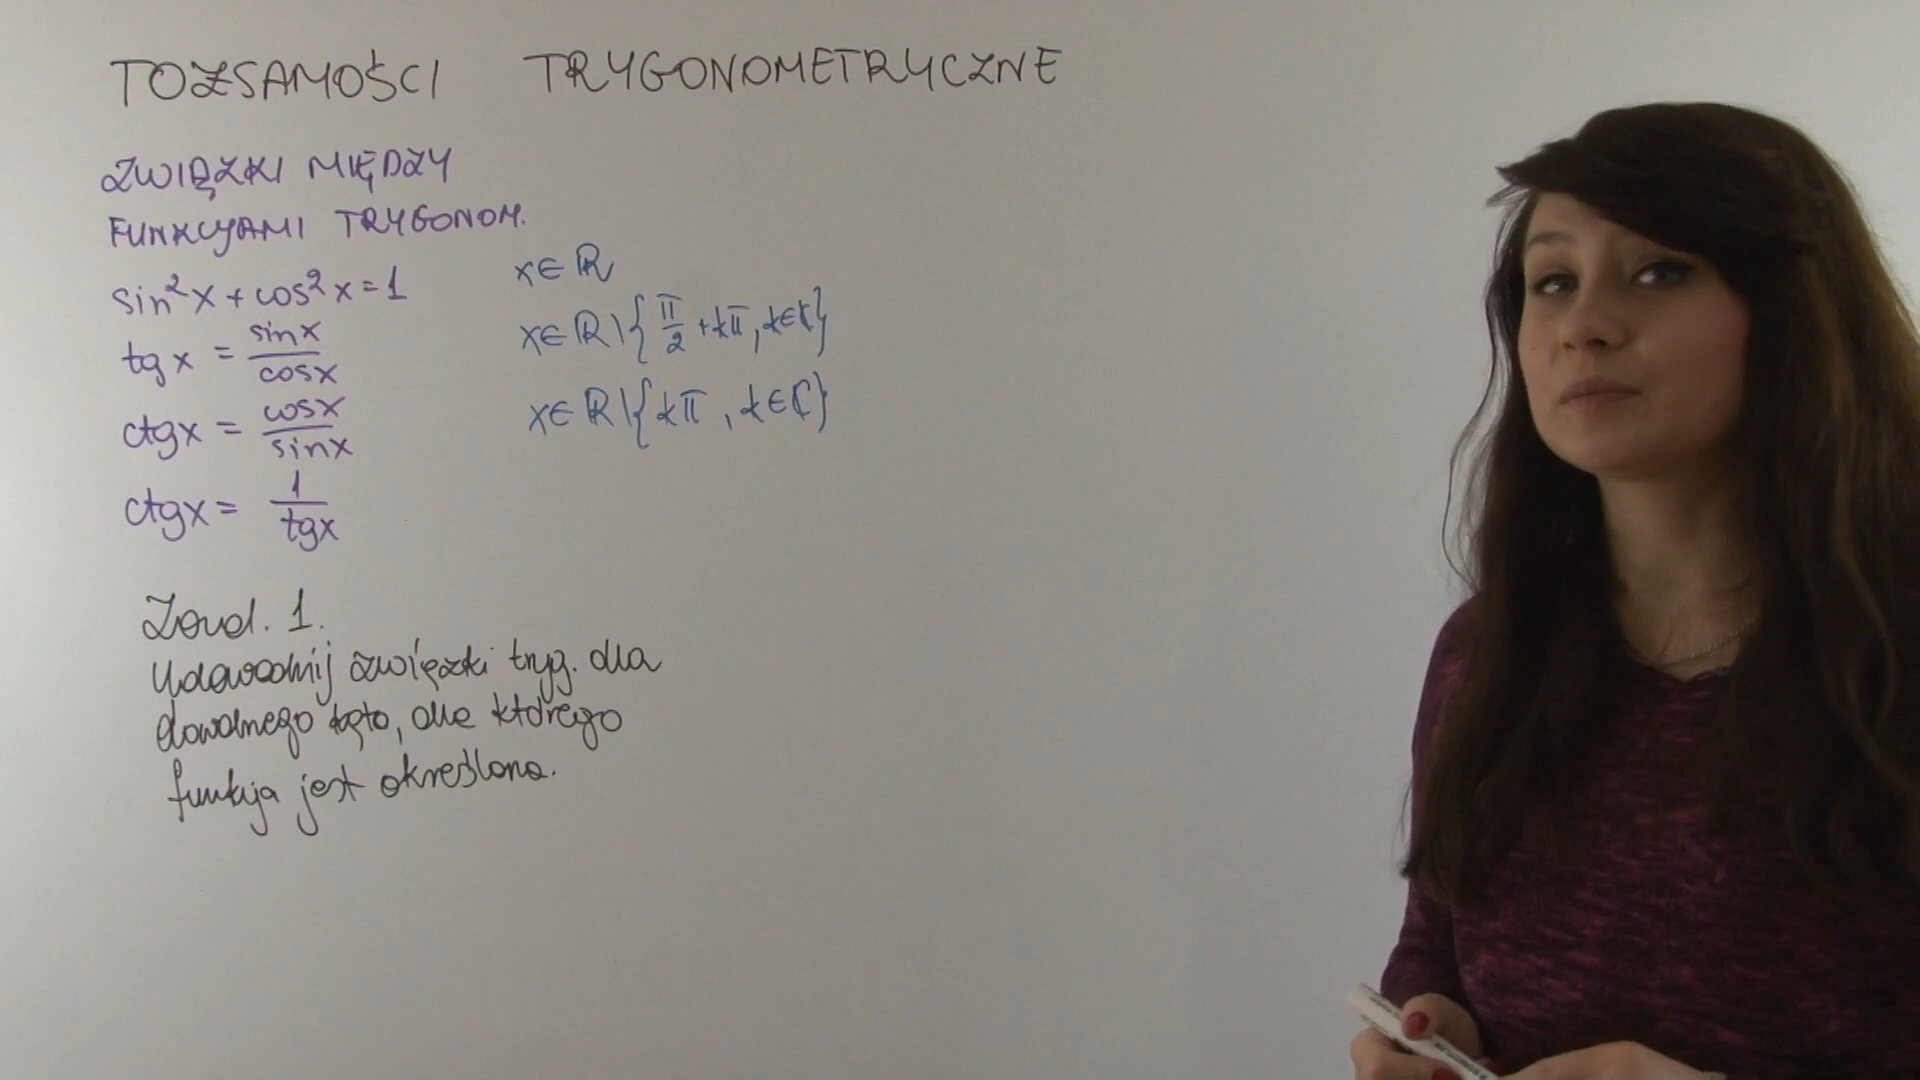 TOŻSAMOŚCI TRYGONOMETRYCZNE
ZWIĄZKI MIĘDZY
FUNKCJAMI TRYGONOM.
sin²x + cos²x = 1 x∈ℝ
tgx = sinx/cosx x∈ℝ\{π/2 + kπ, k∈C}
ctgx = cosx/sinx x∈ℝ\{kπ, k∈C}
ctgx = 1/tgx
Zad. 1.
Udowodnij związki tryg. dla
dowolnego kąta, dla którego
funkcja jest określona.